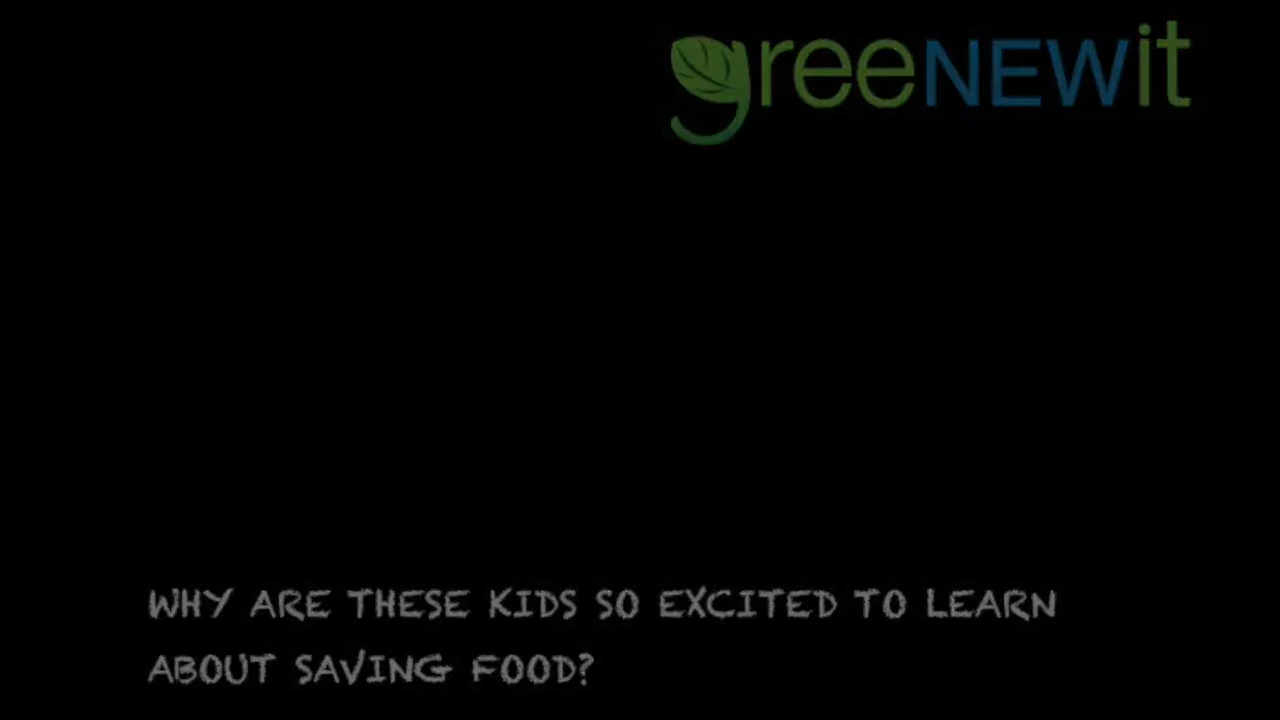 greeNEWit
WHY ARE THESE KIDS SO EXCITED TO LEARN
ABOUT SAVING FOOD?